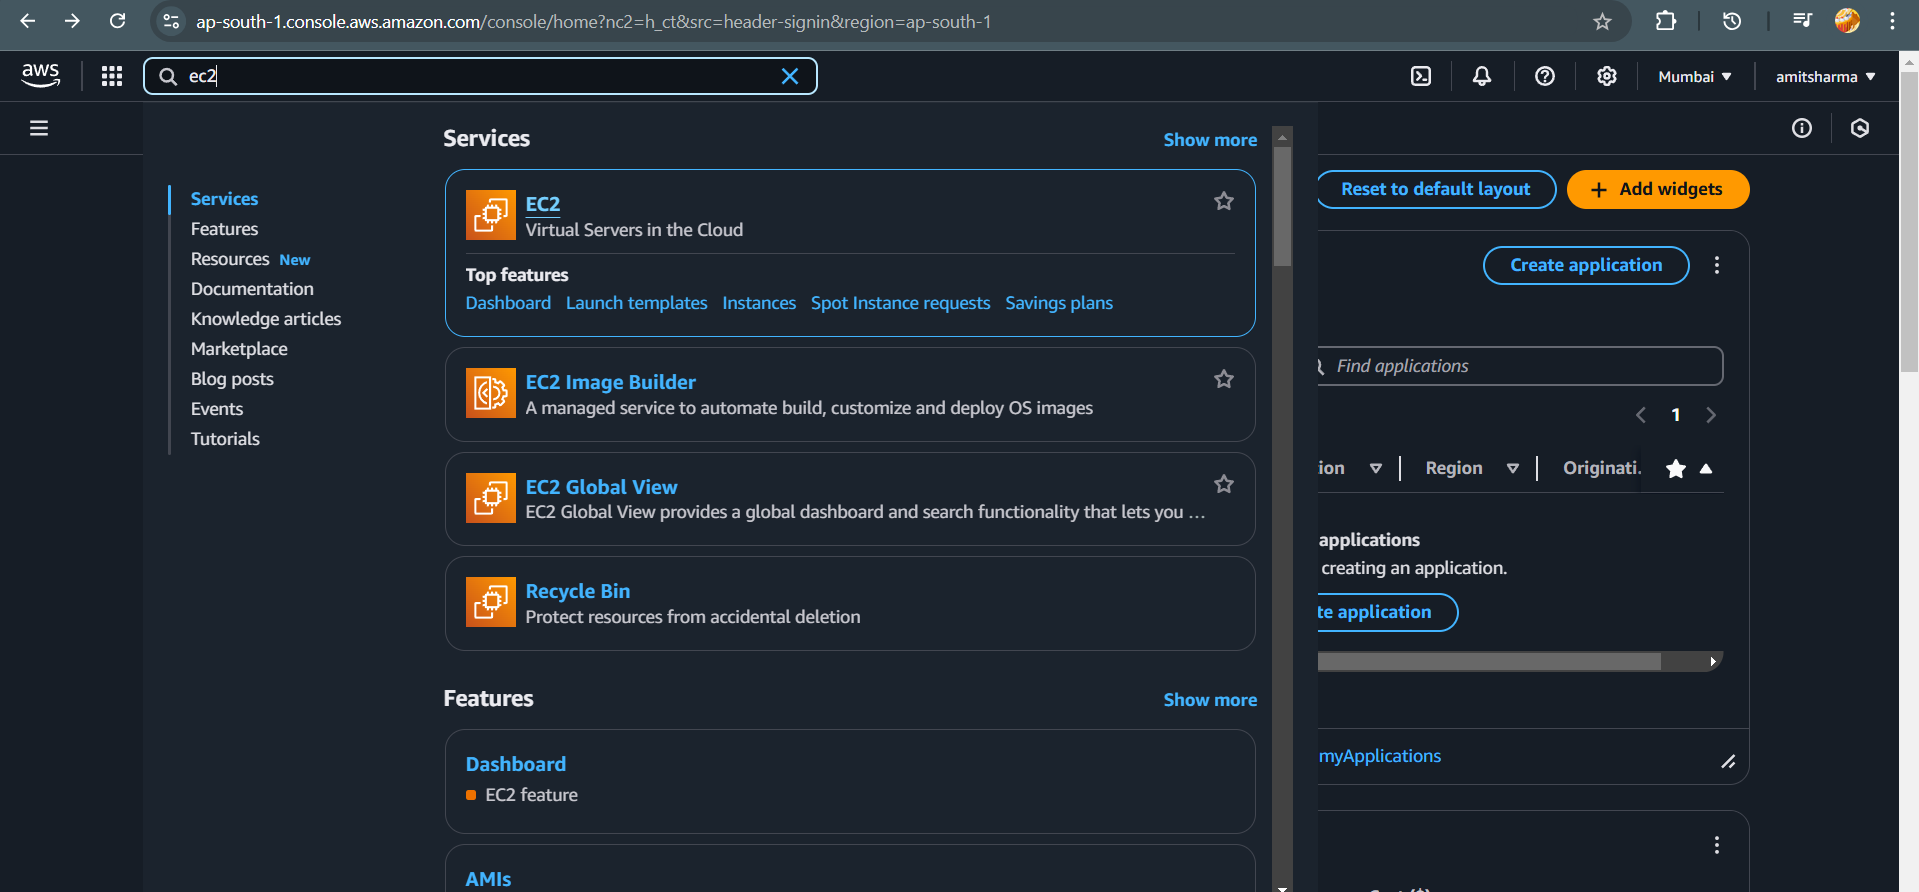 ap-south-1.console.aws.amazon.com/console/home?nc2=h_ct&src=header-signin&region=ap-south-1
aws
ec2
Mumbai
amitsharma
Services
Show more
Services
Features
Resources New
Documentation
Knowledge articles
Marketplace
Blog posts
Events
Tutorials
EC2
Virtual Servers in the Cloud
Top features
Dashboard Launch templates Instances Spot Instance requests Savings plans
EC2 Image Builder
A managed service to automate build, customize and deploy OS images
EC2 Global View
EC2 Global View provides a global dashboard and search functionality that lets you ...
Recycle Bin
Protect resources from accidental deletion
Features
Show more
Dashboard
EC2 feature
AMIs
Reset to default layout
+ Add widgets
Create application
Find applications
1
ion Region Originati.
applications
creating an application.
te application
myApplications